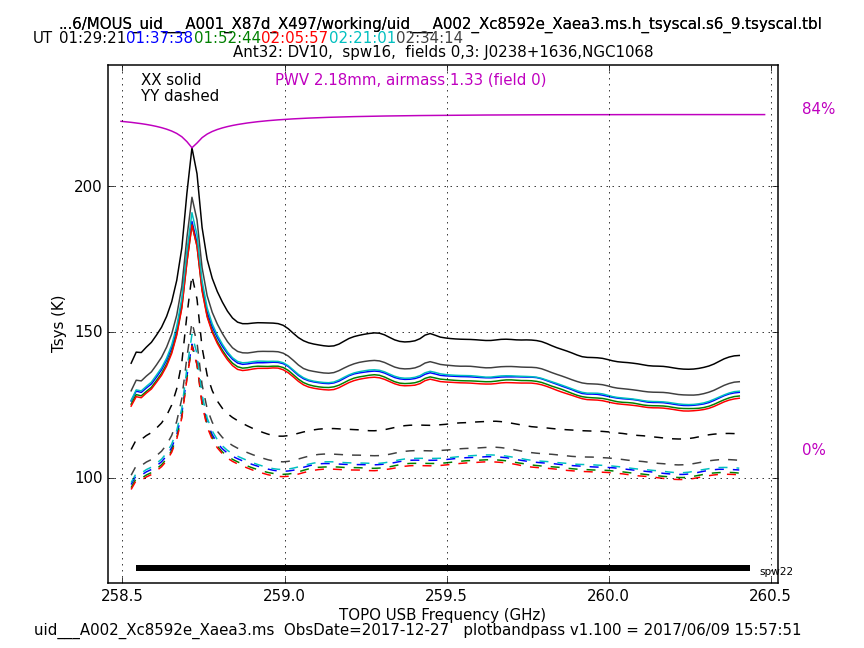 ...6/MOUS_uid___A001_X87d_X497/working/uid___A002_Xc8592e_Xaea3.ms.h_tsyscal.s6_9.tsyscal.tbl
UT 01:29:21 01:37:38 01:52:44 02:05:57 02:21:01 02:34:14
Ant32: DV10,  spw16,  fields 0,3: J0238+1636,NGC1068
XX solid
PWV 2.18mm, airmass 1.33 (field 0)
YY dashed
84%
200
150
100
Tsys (K)
0%
spw22
258.5 259.0 259.5 260.0 260.5
TOPO USB Frequency (GHz)
uid___A002_Xc8592e_Xaea3.ms  ObsDate=2017-12-27   plotbandpass v1.100 = 2017/06/09 15:57:51